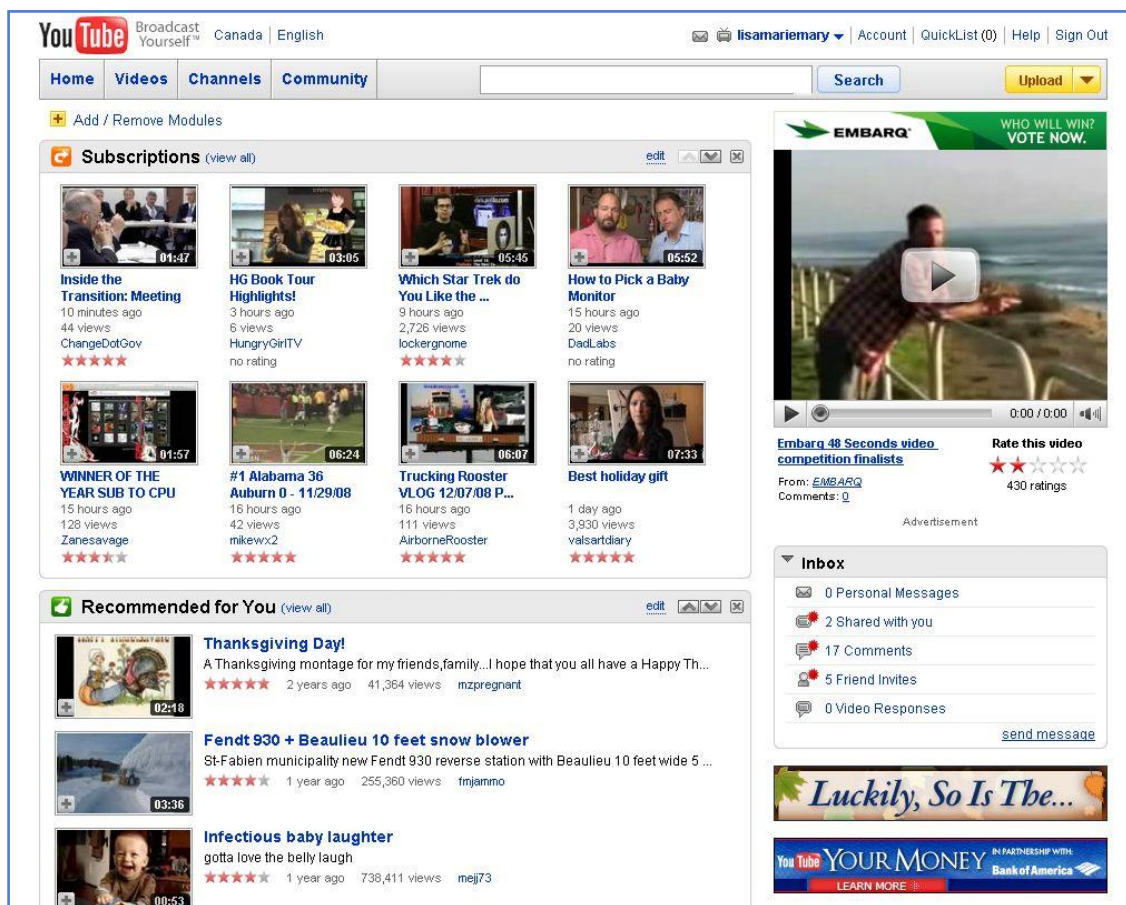 You Tube Broadcast Yourself™ Canada | English
lisamariemary | Account | QuickList (0) | Help | Sign Out
Home Videos Channels Community Search Upload
Add / Remove Modules
Subscriptions (view all) edit
01:47 03:05 05:45 05:52
Inside the Transition: Meeting
10 minutes ago
44 views
ChangeDotGov
HG Book Tour Highlights!
3 hours ago
6 views
HungryGirlTV
no rating
Which Star Trek do You Like the ...
9 hours ago
2,726 views
lockergnome
How to Pick a Baby Monitor
15 hours ago
20 views
DadLabs
no rating
01:57 06:24 06:07 07:33
WINNER OF THE YEAR SUB TO CPU
15 hours ago
128 views
Zanesavage
#1 Alabama 36 Auburn 0 - 11/29/08
16 hours ago
42 views
mikewx2
Trucking Rooster VLOG 12/07/08 P...
16 hours ago
111 views
AirborneRooster
Best holiday gift
1 day ago
3,930 views
valsartdiary
Recommended for You (view all) edit
Thanksgiving Day!
A Thanksgiving montage for my friends,family...I hope that you all have a Happy Th...
2 years ago 41,364 views mzpregnant
02:18
Fendt 930 + Beaulieu 10 feet snow blower
St-Fabien municipality new Fendt 930 reverse station with Beaulieu 10 feet wide 5 ...
1 year ago 255,360 views fmjammo
03:36
Infectious baby laughter
gotta love the belly laugh
1 year ago 738,411 views mejj73
00:53
EMBARQ
WHO WILL WIN?
VOTE NOW.
0:00 / 0:00
Embarq 48 Seconds video
competition finalists
From: EMBARQ
Comments: 0
Rate this video
430 ratings
Advertisement
Inbox
0 Personal Messages
2 Shared with you
17 Comments
5 Friend Invites
0 Video Responses
send message
Luckily, So Is The...
You Tube YOUR MONEY IN PARTNERSHIP WITH:
Bank of America
LEARN MORE